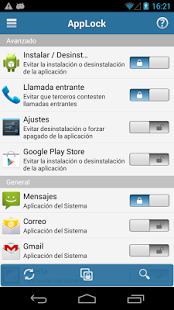 16:21
AppLock
Avanzado
Instalar / Desinst...
Evitar la instalación o desinstalación
de la aplicación
Llamada entrante
Evitar que terceros contesten
llamadas entrantes
Ajustes
Evitar desinstalación o forzar
apagado de la aplicación
Google Play Store
Evitar la instalación o desinstalación
de la aplicación
General
Mensajes
Aplicación del Sistema
Correo
Aplicación del Sistema
Gmail
Aplicación del Sistema